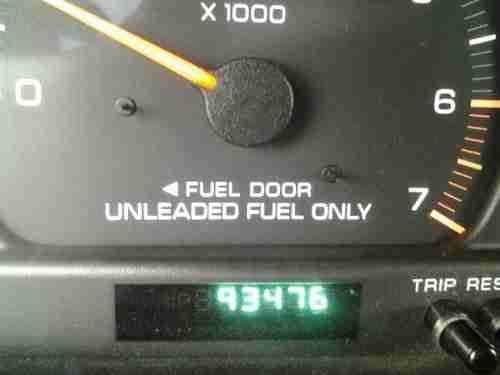 X 1000
0
6
7
◄ FUEL DOOR
UNLEADED FUEL ONLY
TRIP RES
93476